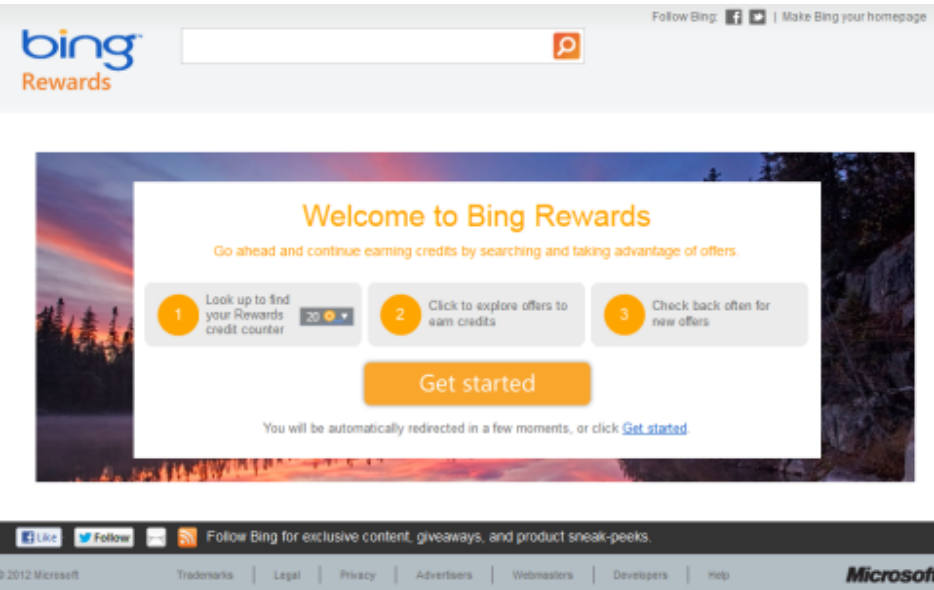 Follow Bing: | Make Bing your homepage
bing
Rewards
Welcome to Bing Rewards
Go ahead and continue earning credits by searching and taking advantage of offers.
1 Look up to find
your Rewards
credit counter
20
2 Click to explore offers to
earn credits
3 Check back often for
new offers
Get started
You will be automatically redirected in a few moments, or click Get started.
Like Follow Follow Bing for exclusive content, giveaways, and product sneak-peeks.
© 2012 Microsoft Trademarks | Legal | Privacy | Advertisers | Webmasters | Developers | Help Microsoft